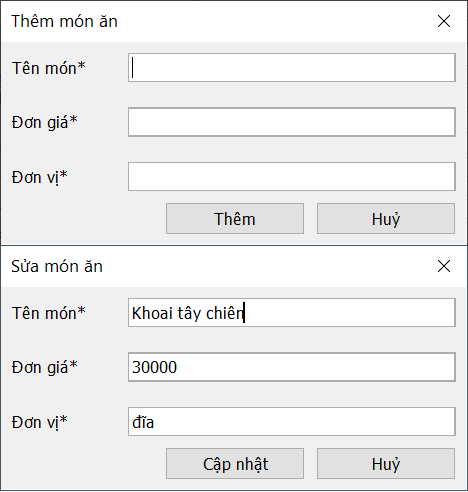 Thêm món ăn
Tên món*
Đơn giá*
Đơn vị*
Thêm Huỷ
Sửa món ăn
Tên món* Khoai tây chiên
Đơn giá* 30000
Đơn vị* đĩa
Cập nhật Huỷ